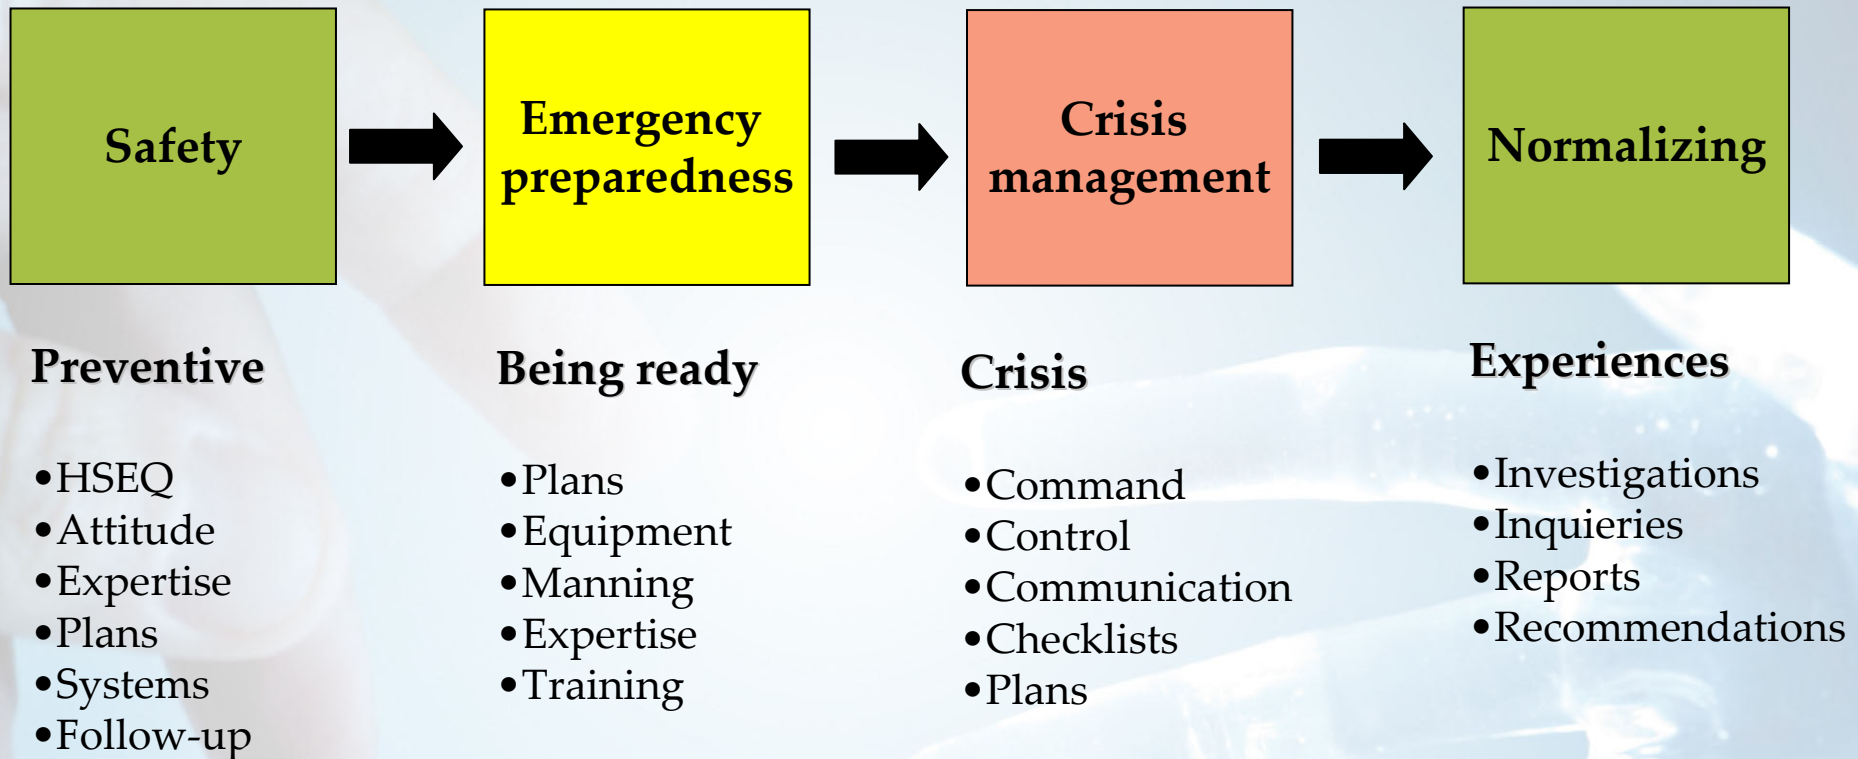 Safety
Emergency
preparedness
Crisis
management
Normalizing
Preventive
•HSEQ
•Attitude
•Expertise
•Plans
•Systems
•Follow-up
Being ready
•Plans
•Equipment
•Manning
•Expertise
•Training
Crisis
•Command
•Control
•Communication
•Checklists
•Plans
Experiences
•Investigations
•Inquieries
•Reports
•Recommendations